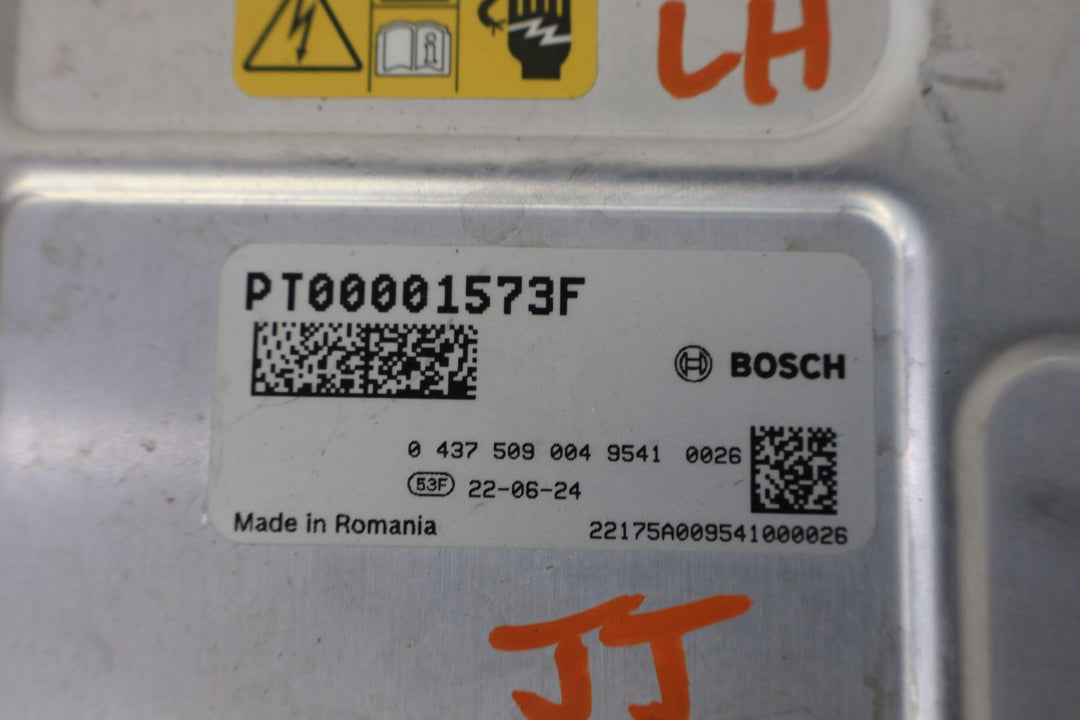 LH
PT00001573F
BOSCH
0 437 509 004 9541 0026
53F 22-06-24
Made in Romania
22175A009541000026
JJ